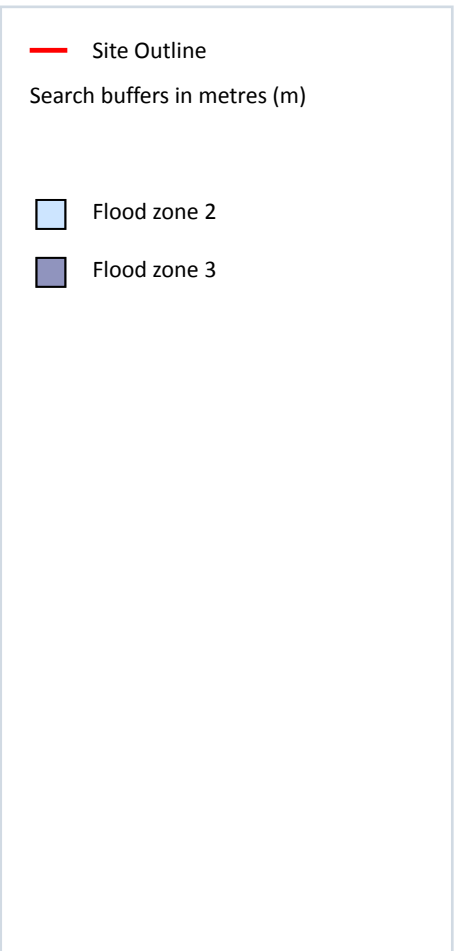 Site Outline
Search buffers in metres (m)
Flood zone 2
Flood zone 3